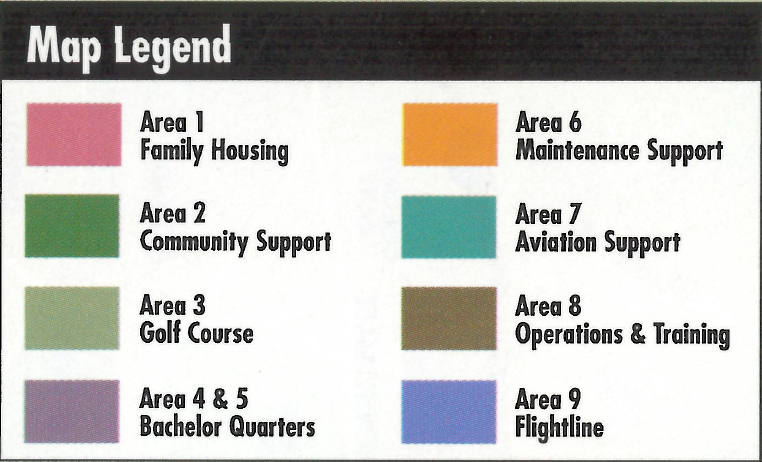 Map Legend
Area 1
Family Housing
Area 2
Community Support
Area 3
Golf Course
Area 4 & 5
Bachelor Quarters
Area 6
Maintenance Support
Area 7
Aviation Support
Area 8
Operations & Training
Area 9
Flightline